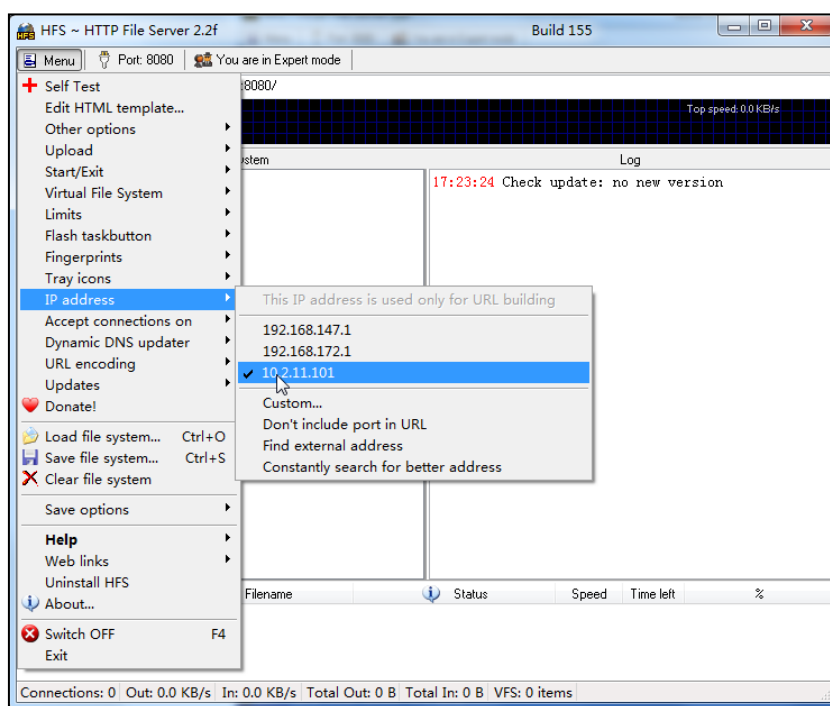 HFS ~ HTTP File Server 2.2f Build 155
Menu Port: 8080 You are in Expert mode
Self Test
Edit HTML template...
Other options
Upload
Start/Exit
Virtual File System
Limits
Flash taskbutton
Fingerprints
Tray icons
IP address
Accept connections on
Dynamic DNS updater
URL encoding
Updates
Donate!
Load file system... Ctrl+O
Save file system... Ctrl+S
Clear file system
Save options
Help
Web links
Uninstall HFS
About...
Switch OFF F4
Exit
:8080/
Top speed: 0.0 KB/s
Log
17:23:24 Check update: no new version
This IP address is used only for URL building
192.168.147.1
192.168.172.1
10.2.11.101
Custom...
Don't include port in URL
Find external address
Constantly search for better address
Filename Status Speed Time left %
Connections: 0 Out: 0.0 KB/s In: 0.0 KB/s Total Out: 0 B Total In: 0 B VFS: 0 items